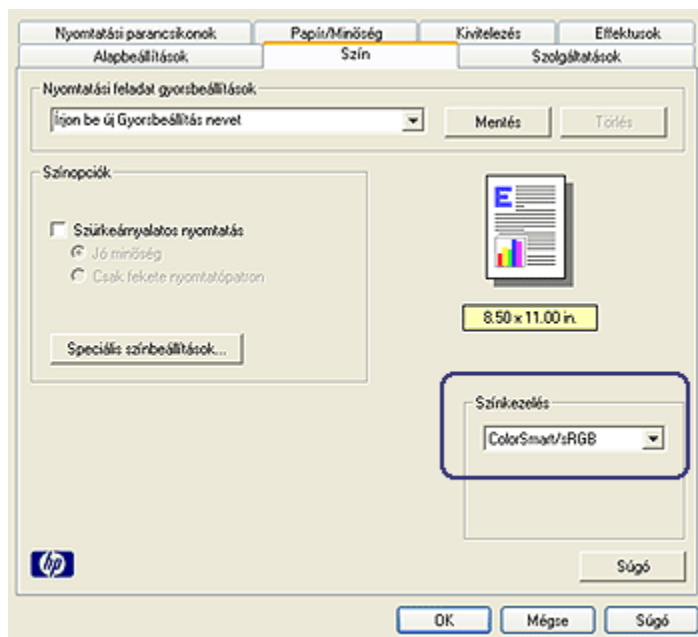 Nyomtatási parancsikonok Papír/Minőség Kivitelezés Effektusok
Alapbeállítások Szín Szolgáltatások
Nyomtatási feladat gyorsbeállítások
Írjon be új Gyorsbeállítás nevet Mentés Törlés
Színopciók
Szürkeárnyalatos nyomtatás
Jó minőség
Csak fekete nyomtatópatron
E
8.50 x 11.00 in.
Speciális színbeállítások...
Színkezelés
ColorSmart/sRGB
hp
Súgó
OK Mégse Súgó